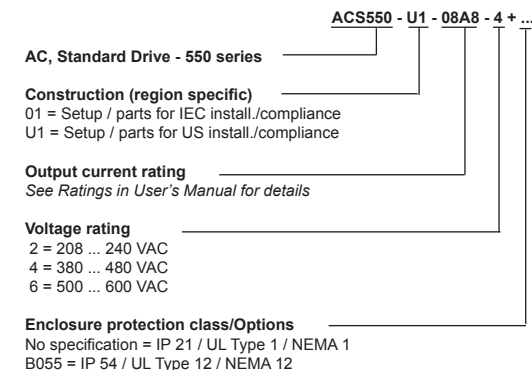 ACS550 - U1 - 08A8 - 4 + ...
AC, Standard Drive - 550 series
Construction (region specific)
01 = Setup / parts for IEC install./compliance
U1 = Setup / parts for US install./compliance
Output current rating
See Ratings in User's Manual for details
Voltage rating
2 = 208 ... 240 VAC
4 = 380 ... 480 VAC
6 = 500 ... 600 VAC
Enclosure protection class/Options
No specification = IP 21 / UL Type 1 / NEMA 1
B055 = IP 54 / UL Type 12 / NEMA 12